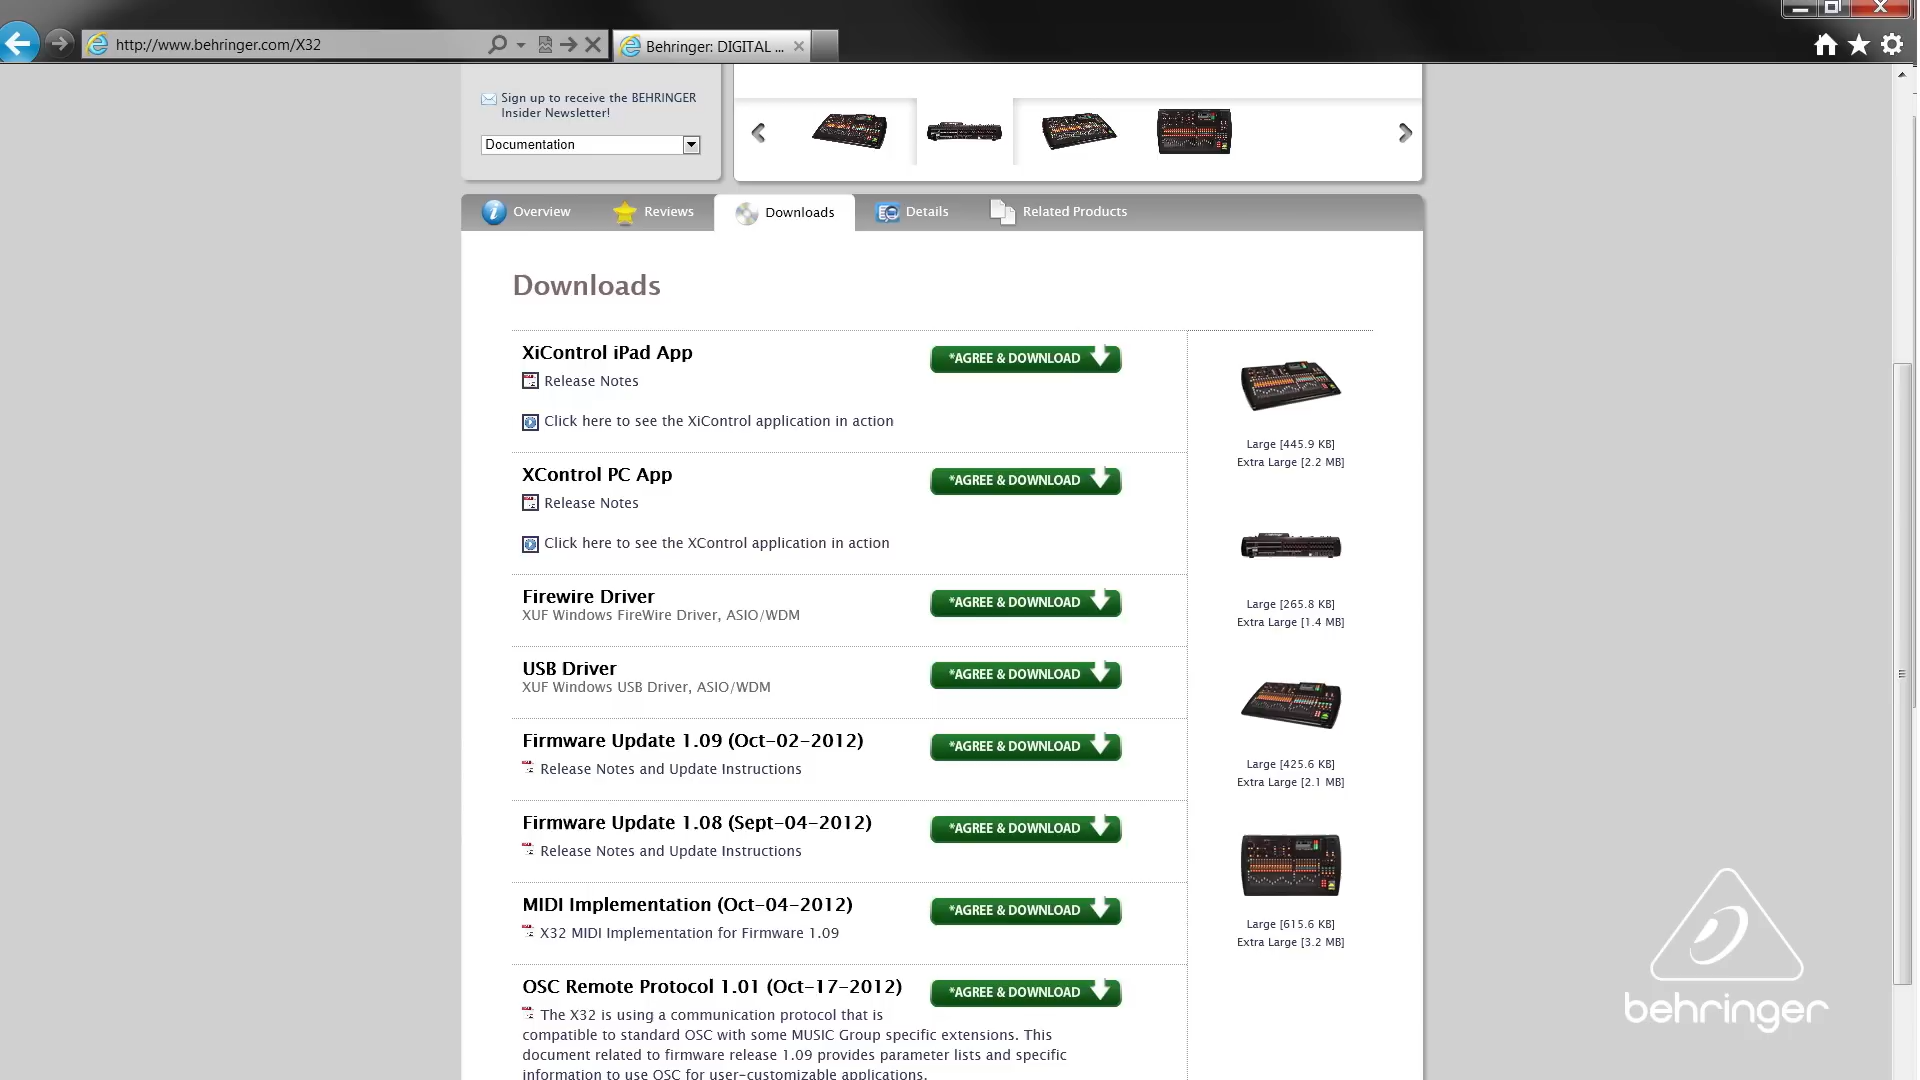 http://www.behringer.com/X32
Behringer: DIGITAL ...
Sign up to receive the BEHRINGER
Insider Newsletter!
Documentation
Overview
Reviews
Downloads
Details
Related Products
Downloads
XiControl iPad App
*AGREE & DOWNLOAD
Release Notes
Click here to see the XiControl application in action
Large [445.9 KB]
Extra Large [2.2 MB]
XControl PC App
*AGREE & DOWNLOAD
Release Notes
Click here to see the XControl application in action
Firewire Driver
XUF Windows FireWire Driver, ASIO/WDM
*AGREE & DOWNLOAD
Large [265.8 KB]
Extra Large [1.4 MB]
USB Driver
XUF Windows USB Driver, ASIO/WDM
*AGREE & DOWNLOAD
Firmware Update 1.09 (Oct-02-2012)
*AGREE & DOWNLOAD
Release Notes and Update Instructions
Large [425.6 KB]
Extra Large [2.1 MB]
Firmware Update 1.08 (Sept-04-2012)
*AGREE & DOWNLOAD
Release Notes and Update Instructions
MIDI Implementation (Oct-04-2012)
*AGREE & DOWNLOAD
X32 MIDI Implementation for Firmware 1.09
Large [615.6 KB]
Extra Large [3.2 MB]
OSC Remote Protocol 1.01 (Oct-17-2012)
*AGREE & DOWNLOAD
The X32 is using a communication protocol that is
compatible to standard OSC with some MUSIC Group specific extensions. This
document related to firmware release 1.09 provides parameter lists and specific
information to use OSC for user-customizable applications.
behringer